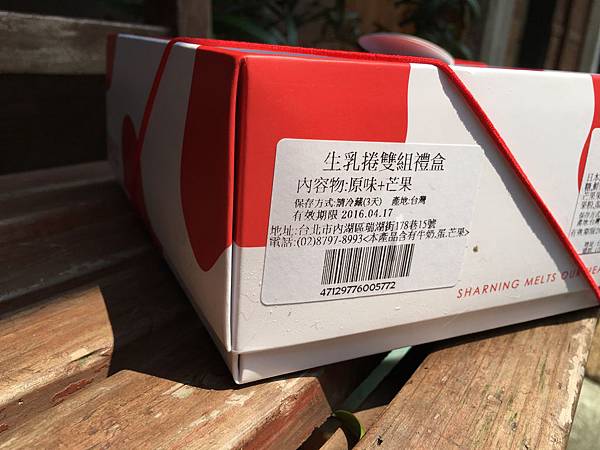 生乳捲雙組禮盒
內容物:原味+芒果
保存方式:請冷藏(3天) 產地:台灣
有效期限 2016.04.17
地址:台北市內湖區瑞湖街178巷15號
電話:(02)8797-8993<本產品含有牛奶,蛋,芒果>
47129776005772
SHARNING MELTS OUR HEA